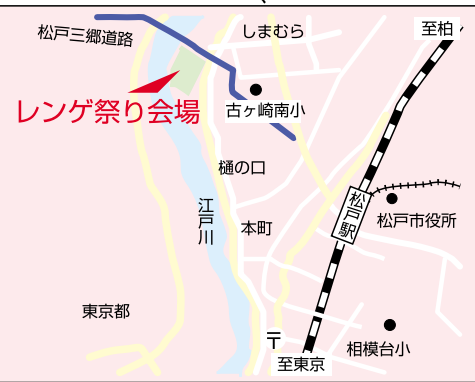 至柏
松戸三郷道路
しまむら
レンゲ祭り会場
古ヶ崎南小
樋の口
松戸駅
松戸市役所
江戸川
本町
東京都
〒
至東京
相模台小